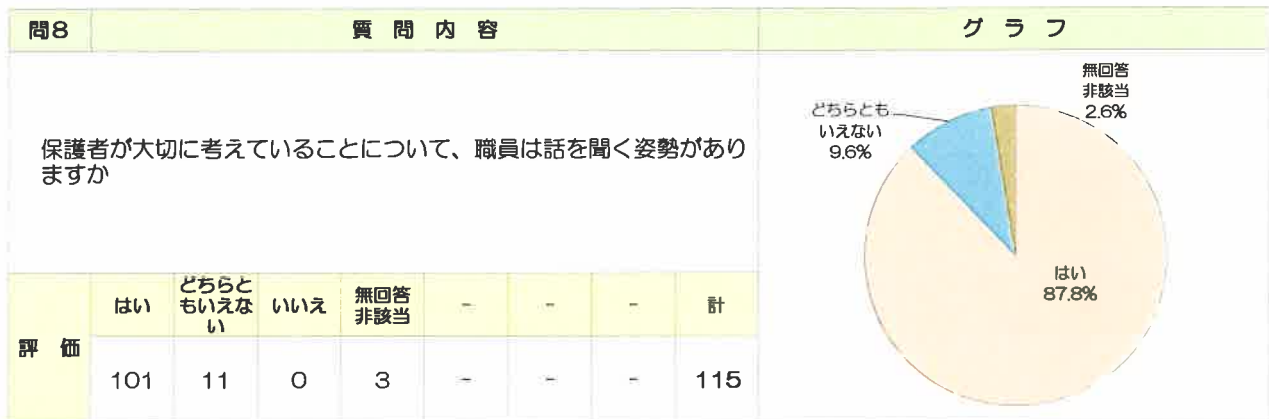 問8 質 問 内 容 グ ラ フ
保護者が大切に考えていることについて、職員は話を聞く姿勢があり
ますか
無回答
非該当
2.6%
どちらとも
いえない
9.6%
はい
87.8%
評 価
はい
どちらと
もいえな
い
いいえ
無回答
非該当
- - - 計
101 11 0 3 - - - 115